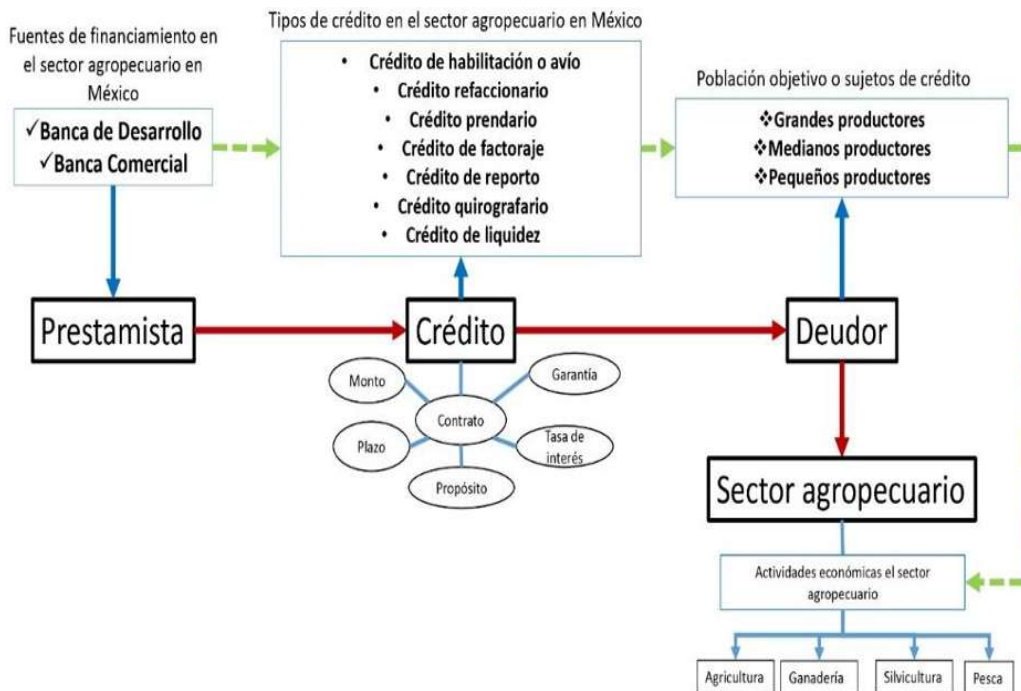 Fuentes de financiamiento en
el sector agropecuario en
México
✓Banca de Desarrollo
✓Banca Comercial
Tipos de crédito en el sector agropecuario en México
• Crédito de habilitación o avío
• Crédito refaccionario
• Crédito prendario
• Crédito de factoraje
• Crédito de reporto
• Crédito quirografario
• Crédito de liquidez
Población objetivo o sujetos de crédito
❖Grandes productores
❖Medianos productores
❖Pequeños productores
Prestamista
Crédito
Deudor
Monto
Garantía
Contrato
Plazo
Tasa de
interés
Propósito
Sector agropecuario
Actividades económicas el sector
agropecuario
Agricultura
Ganadería
Silvicultura
Pesca